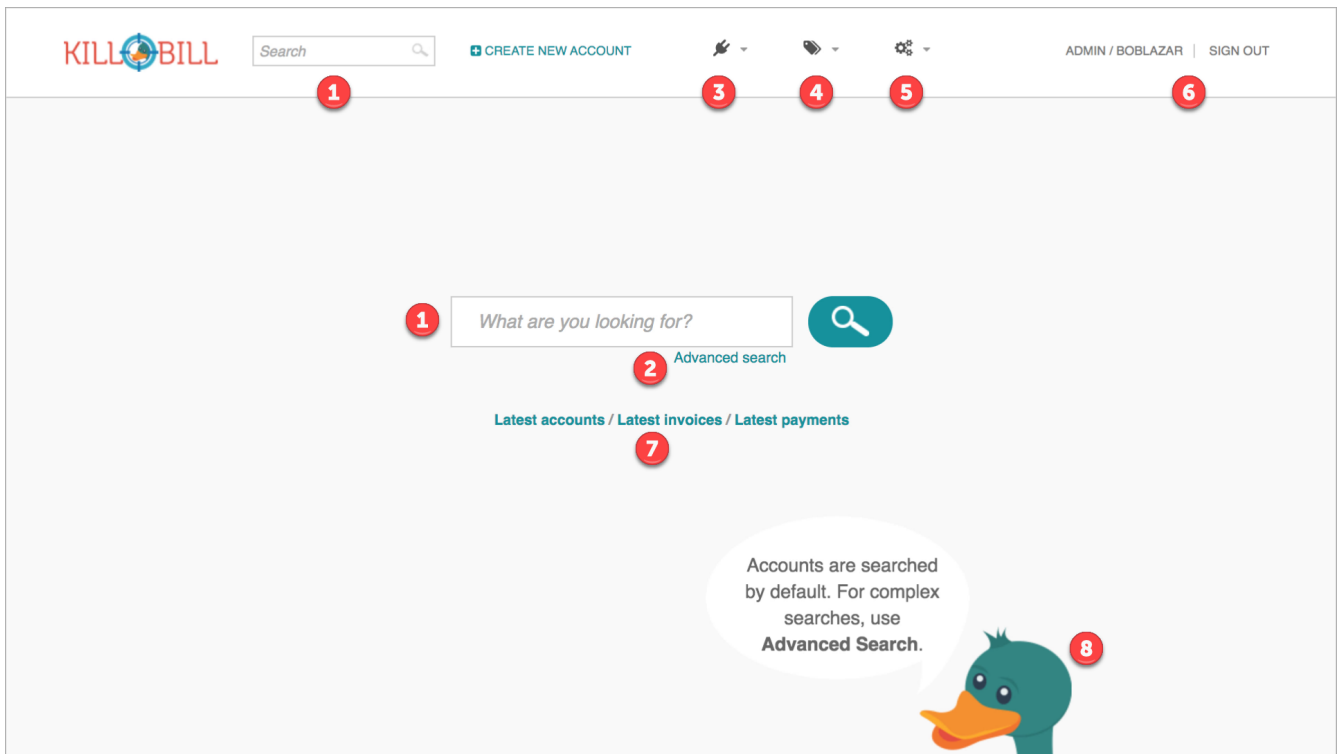 KILL BILL
Search
CREATE NEW ACCOUNT
ADMIN / BOBLAZAR | SIGN OUT
1
3
4
5
6
1
What are you looking for?
Advanced search
2
Latest accounts / Latest invoices / Latest payments
7
Accounts are searched
by default. For complex
searches, use
Advanced Search.
8